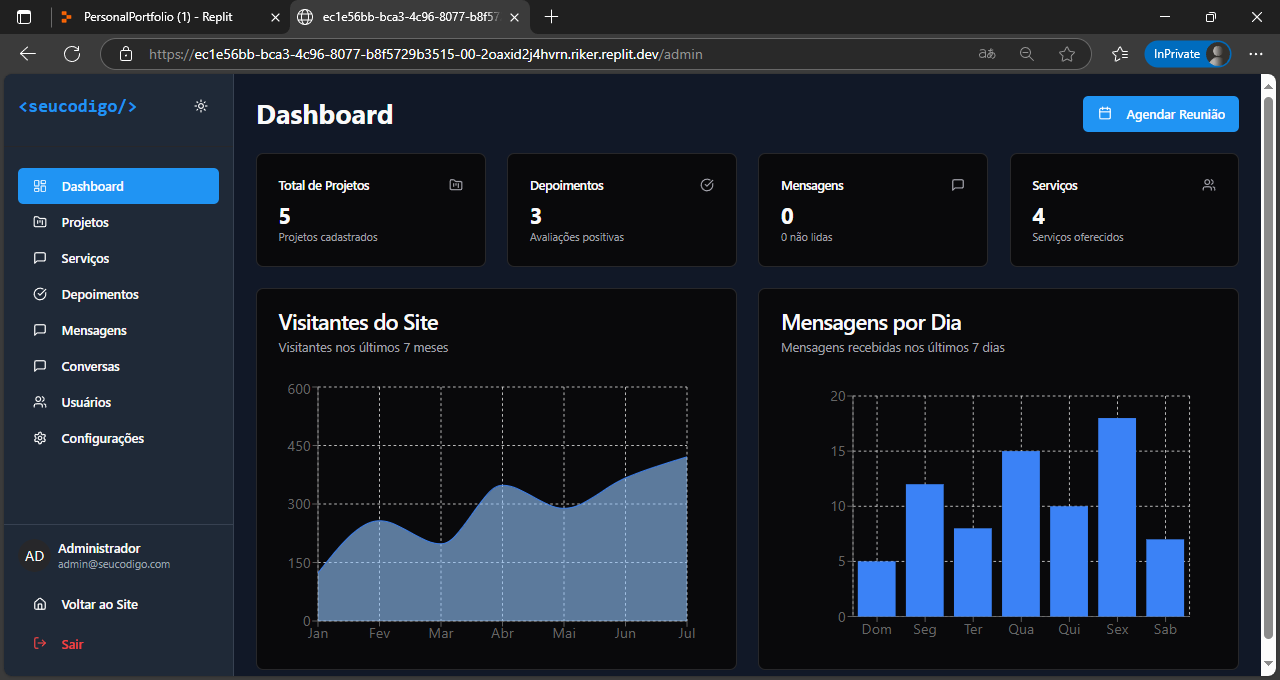 PersonalPortfolio (1) - Replit
ec1e56bb-bca3-4c96-8077-b8f57
https://ec1e56bb-bca3-4c96-8077-b8f5729b3515-00-2oaxid2j4hvrn.riker.replit.dev/admin
aあ
InPrivate
<seucodigo/>
Dashboard
Projetos
Serviços
Depoimentos
Mensagens
Conversas
Usuários
Configurações
AD
Administrador
admin@seucodigo.com
Voltar ao Site
Sair
Dashboard
Agendar Reunião
Total de Projetos
5
Projetos cadastrados
Depoimentos
3
Avaliações positivas
Mensagens
0
0 não lidas
Serviços
4
Serviços oferecidos
Visitantes do Site
Visitantes nos últimos 7 meses
600
450
300
150
0
Jan Fev Mar Abr Mai Jun Jul
Mensagens por Dia
Mensagens recebidas nos últimos 7 dias
20
15
10
5
0
Dom Seg Ter Qua Qui Sex Sab